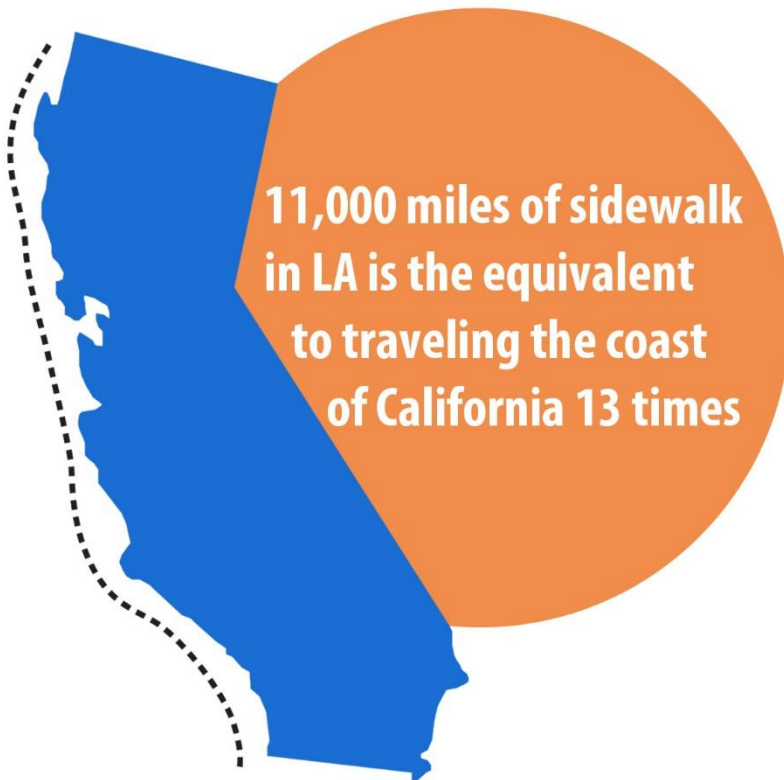 11,000 miles of sidewalk
in LA is the equivalent
to traveling the coast
of California 13 times